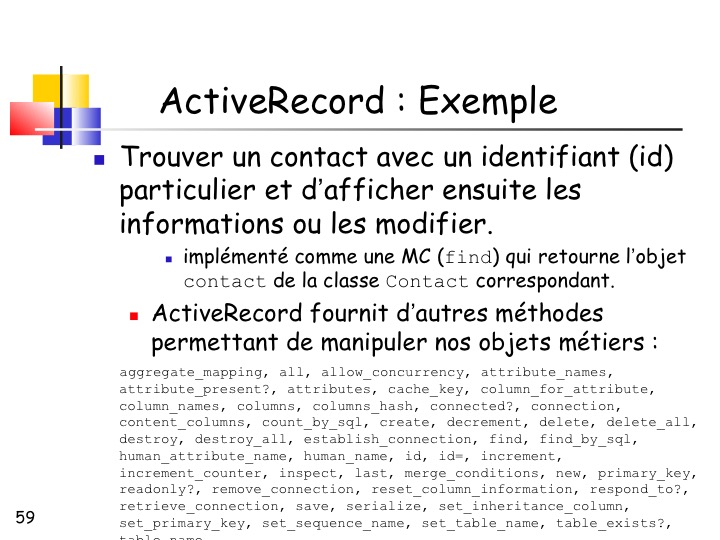 ActiveRecord : Exemple
Trouver un contact avec un identifiant (id)
particulier et d’afficher ensuite les
informations ou les modifier.
implémenté comme une MC (find) qui retourne l’objet
contact de la classe Contact correspondant.
ActiveRecord fournit d’autres méthodes
permettant de manipuler nos objets métiers :
aggregate_mapping, all, allow_concurrency, attribute_names,
attribute_present?, attributes, cache_key, column_for_attribute,
column_names, columns, columns_hash, connected?, connection,
content_columns, count_by_sql, create, decrement, delete, delete_all,
destroy, destroy_all, establish_connection, find, find_by_sql,
human_attribute_name, human_name, id, id=, increment,
increment_counter, inspect, last, merge_conditions, new, primary_key,
readonly?, remove_connection, reset_column_information, respond_to?,
retrieve_connection, save, serialize, set_inheritance_column,
set_primary_key, set_sequence_name, set_table_name, table_exists?,
table_name
59